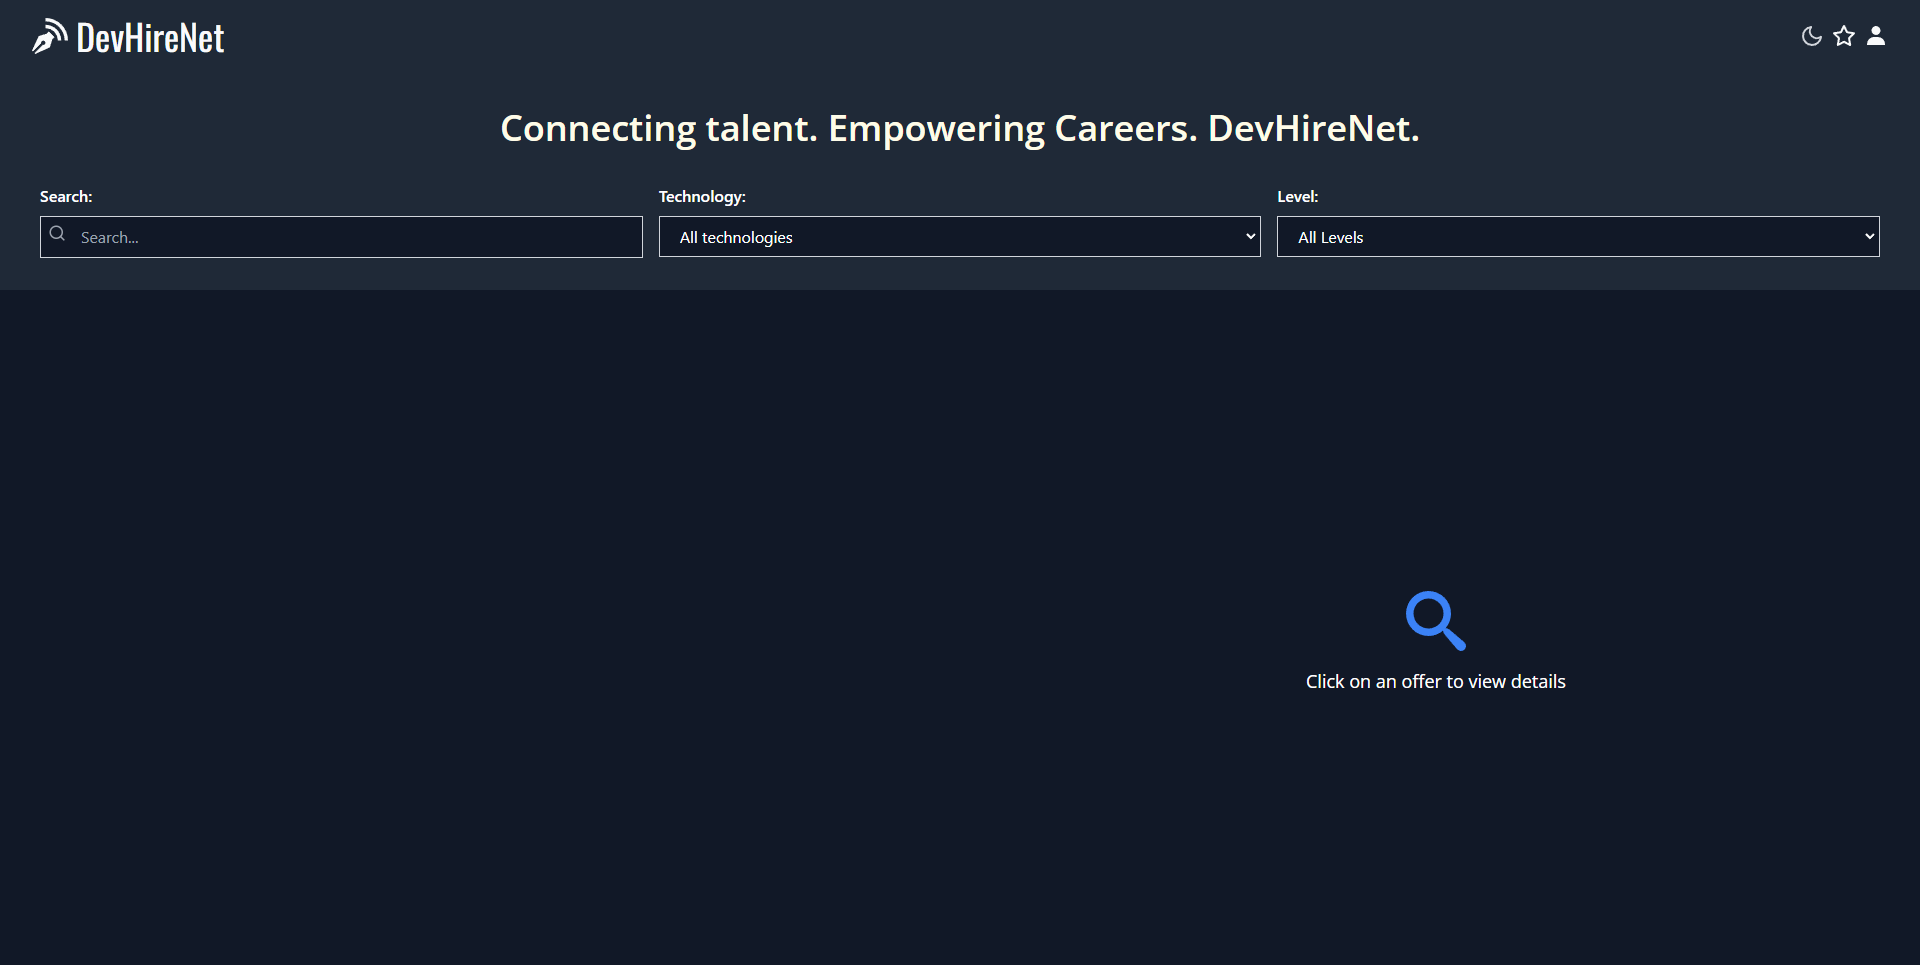 DevHireNet
Connecting talent. Empowering Careers. DevHireNet.
Search:
Technology:
Level:
Search...
All technologies
All Levels
Click on an offer to view details